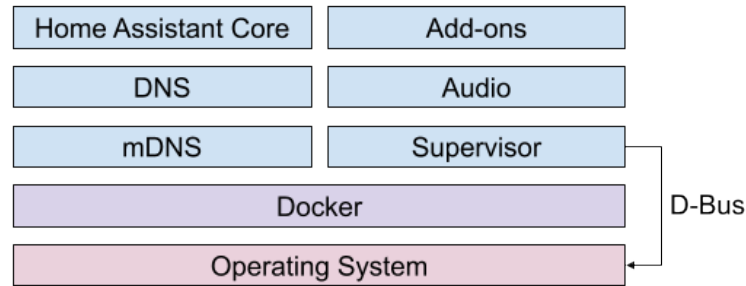 Home Assistant Core
Add-ons
DNS
Audio
mDNS
Supervisor
Docker
D-Bus
Operating System